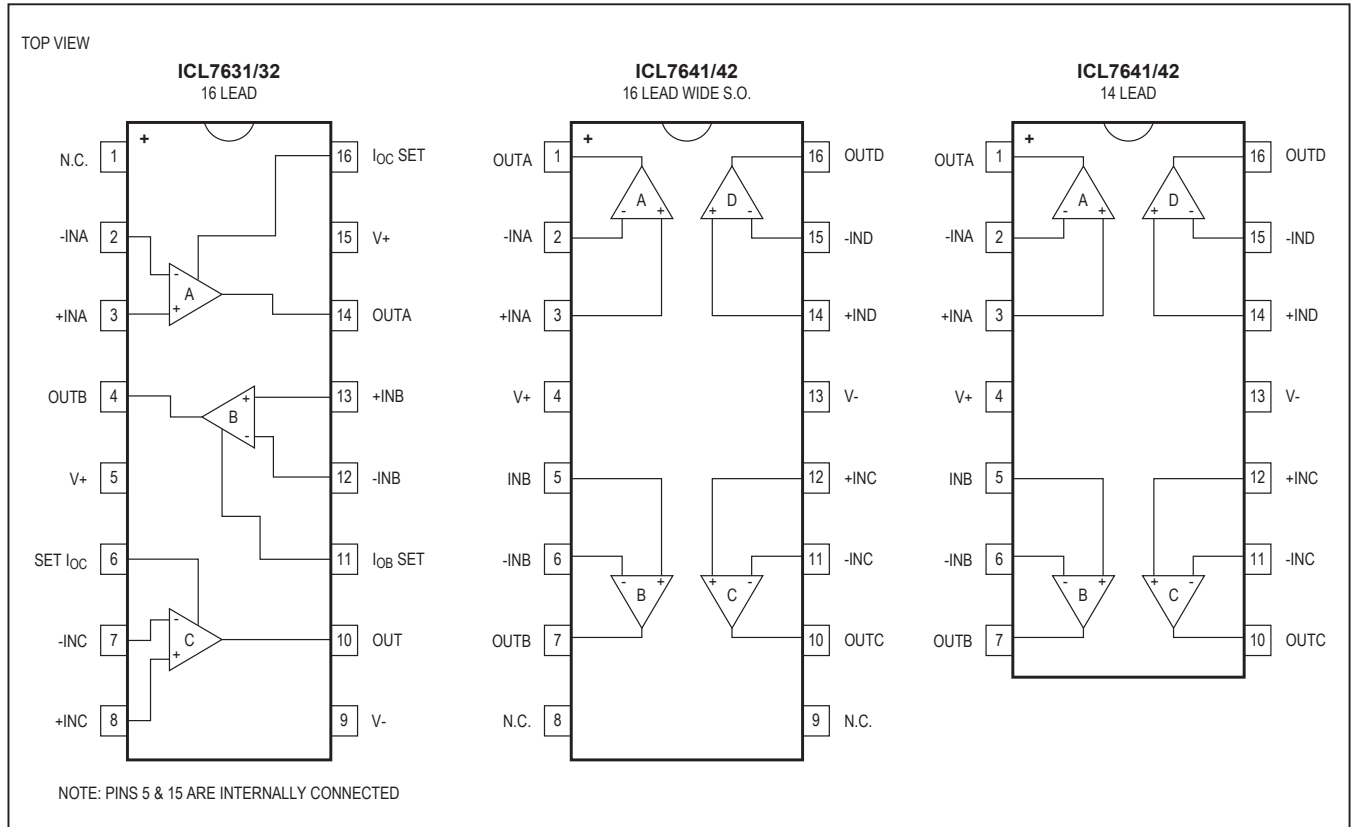 TOP VIEW
ICL7631/32
16 LEAD
+
N.C. 1
-INA 2
+INA 3
OUTB 4
V+ 5
SET IOC 6
-INC 7
+INC 8
16 IOC SET
15 V+
14 OUTA
13 +INB
12 -INB
11 IOB SET
10 OUT
9 V-
-
A
+
+
B
-
-
C
+
NOTE: PINS 5 & 15 ARE INTERNALLY CONNECTED
ICL7641/42
16 LEAD WIDE S.O.
+
OUTA 1
-INA 2
+INA 3
V+ 4
INB 5
-INB 6
OUTB 7
N.C. 8
16 OUTD
15 -IND
14 +IND
13 V-
12 +INC
11 -INC
10 OUTC
9 N.C.
A
- +
D
+ -
- +
B
+ -
C
ICL7641/42
14 LEAD
+
OUTA 1
-INA 2
+INA 3
V+ 4
INB 5
-INB 6
OUTB 7
16 OUTD
15 -IND
14 +IND
13 V-
12 +INC
11 -INC
10 OUTC
A
- +
D
+ -
- +
B
+ -
C